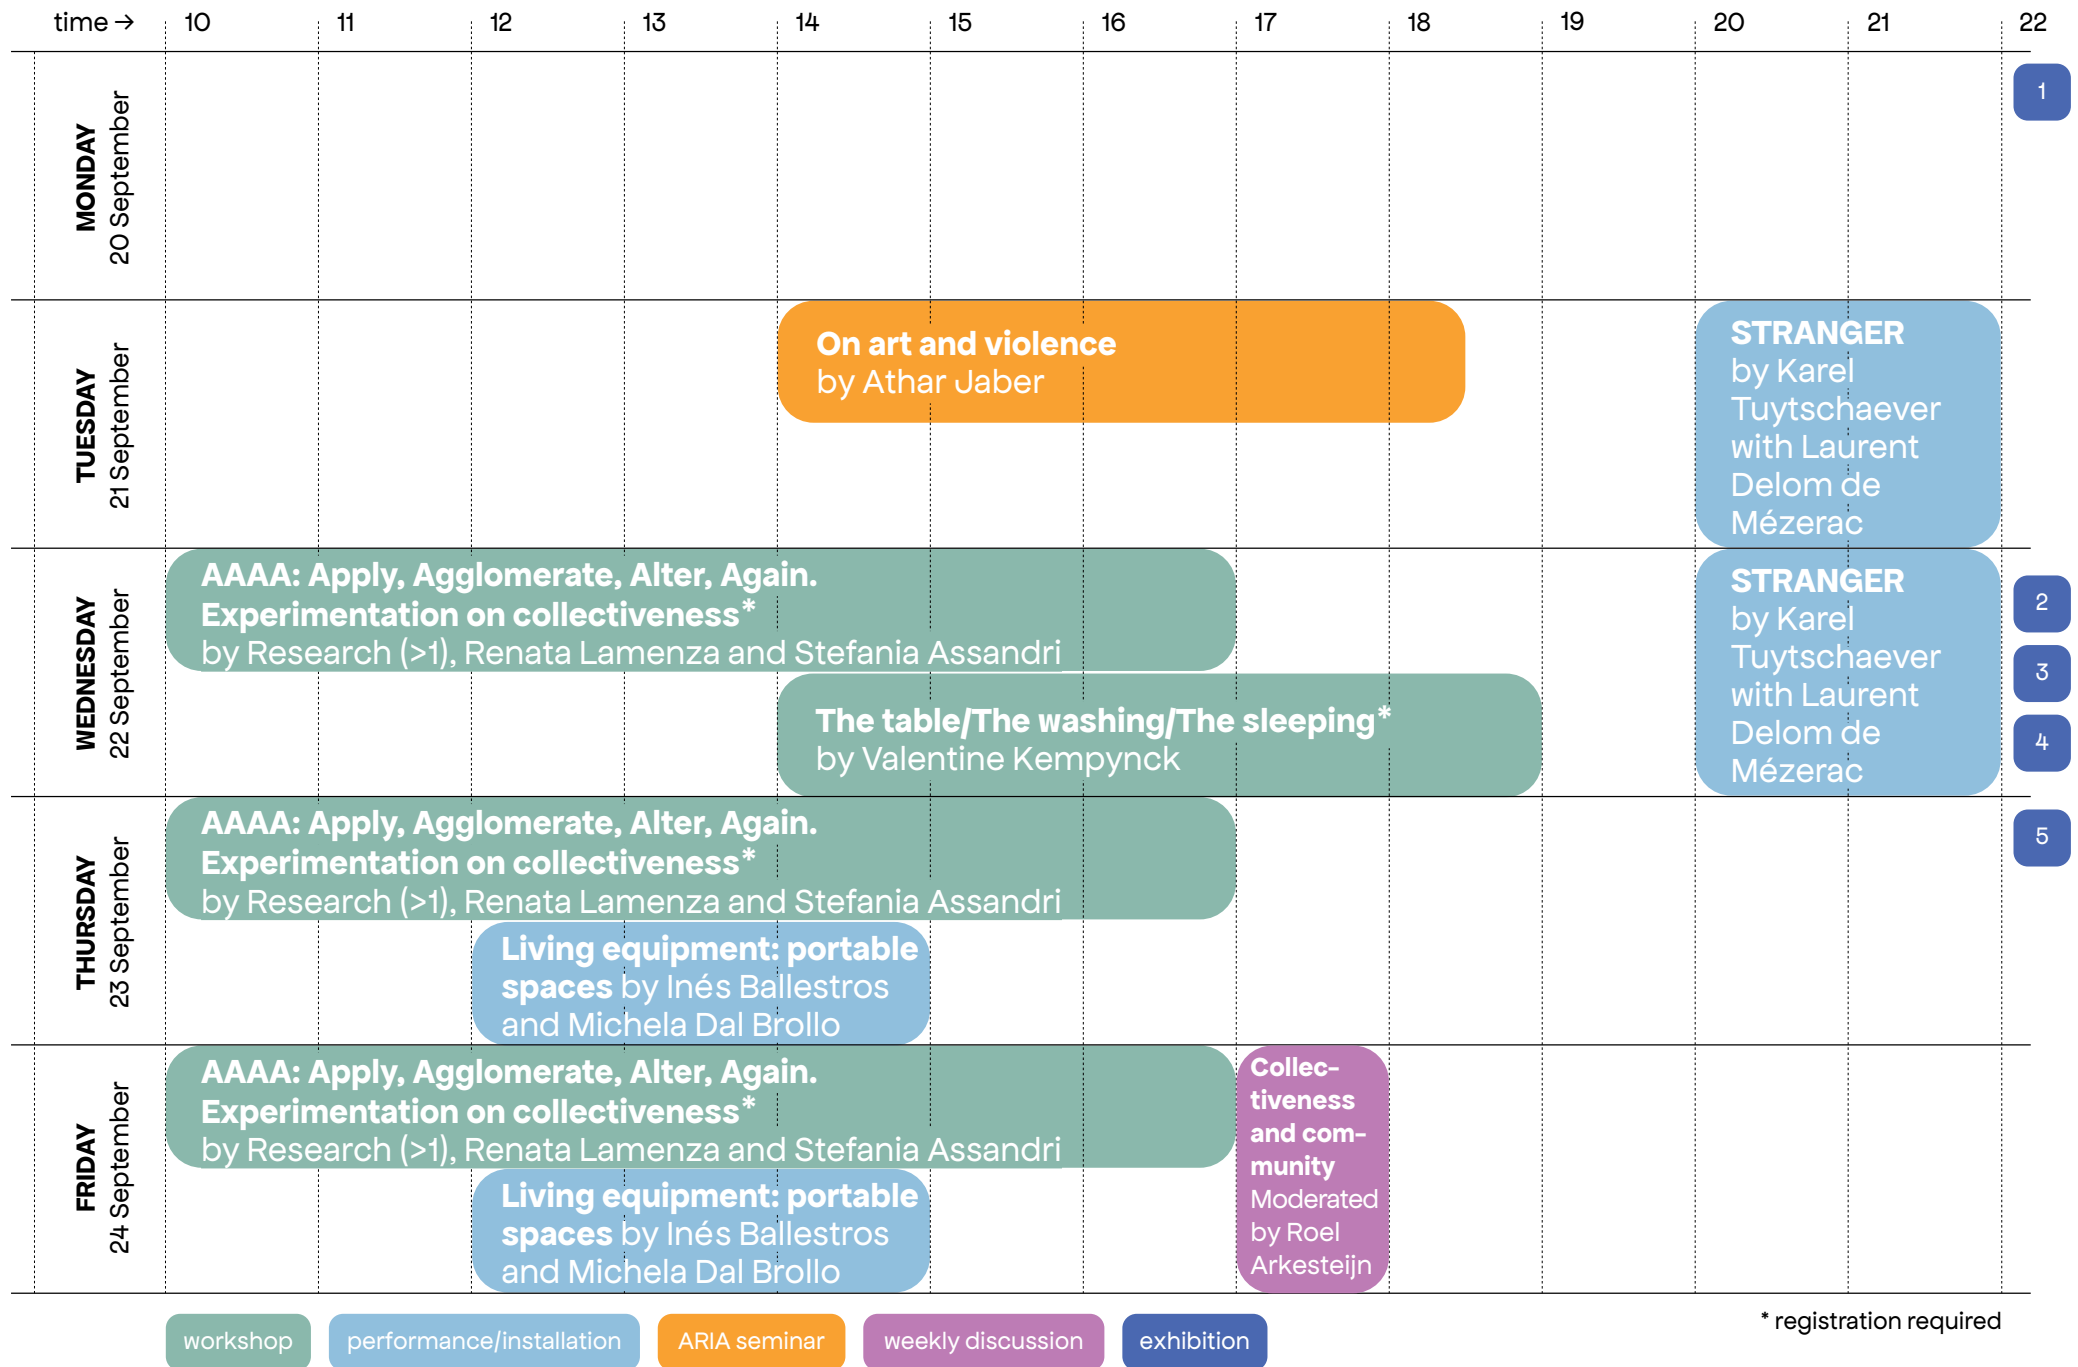 time → 10 11 12 13 14 15 16 17 18 19 20 21 22
MONDAY
20 September
1
TUESDAY
21 September
On art and violence
by Athar Jaber
STRANGER
by Karel
Tuytschaever
with Laurent
Delom de
Mézerac
WEDNESDAY
22 September
AAAA: Apply, Agglomerate, Alter, Again.
Experimentation on collectiveness*
by Research (>1), Renata Lamenza and Stefania Assandri
The table/The washing/The sleeping*
by Valentine Kempynck
STRANGER
by Karel
Tuytschaever
with Laurent
Delom de
Mézerac
2
3
4
THURSDAY
23 September
AAAA: Apply, Agglomerate, Alter, Again.
Experimentation on collectiveness*
by Research (>1), Renata Lamenza and Stefania Assandri
Living equipment: portable
spaces by Inés Ballestros
and Michela Dal Brollo
5
FRIDAY
24 September
AAAA: Apply, Agglomerate, Alter, Again.
Experimentation on collectiveness*
by Research (>1), Renata Lamenza and Stefania Assandri
Living equipment: portable
spaces by Inés Ballestros
and Michela Dal Brollo
Collec-
tiveness
and com-
munity
Moderated
by Roel
Arkesteijn
workshop
performance/installation
ARIA seminar
weekly discussion
exhibition
* registration required